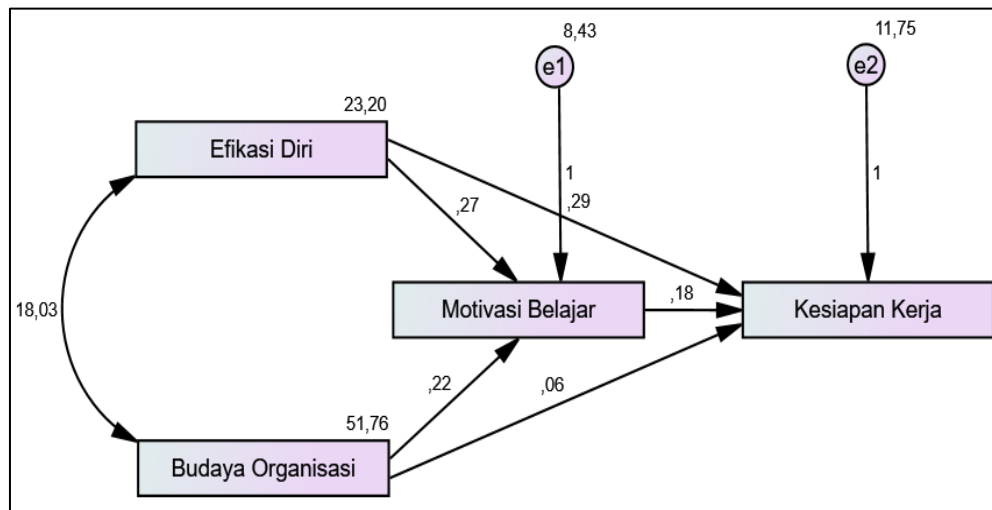 8,43
11,75
e1
e2
23,20
Efikasi Diri
1
1
,27
,29
18,03
Motivasi Belajar
,18
Kesiapan Kerja
,22
,06
51,76
Budaya Organisasi